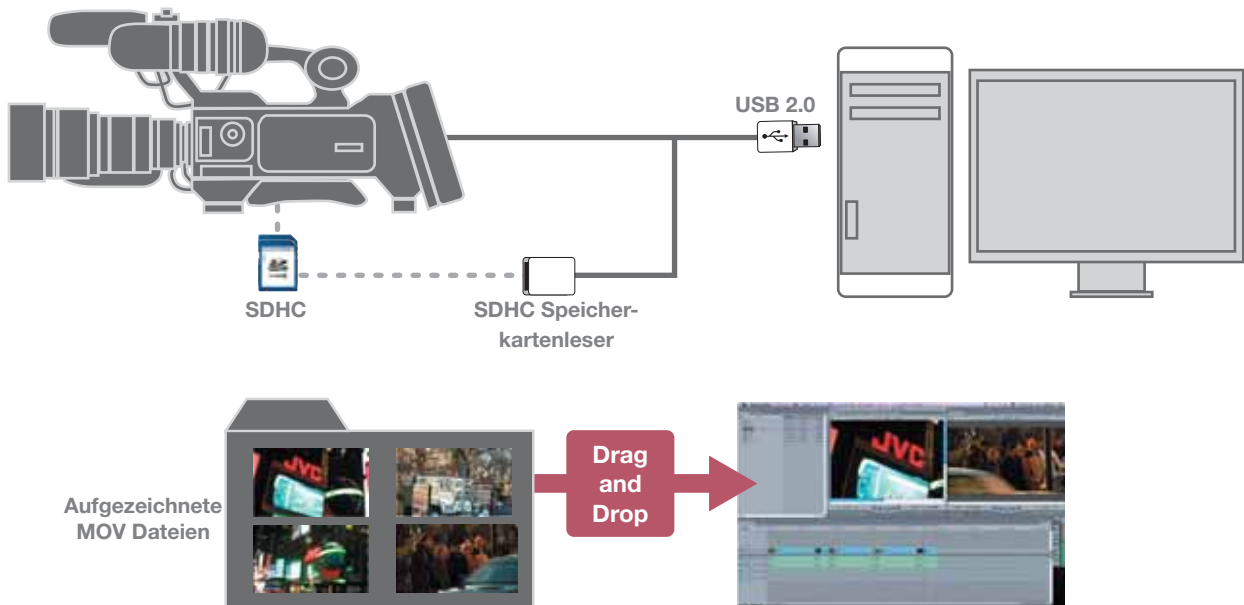 USB 2.0
SDHC
SDHC Speicher-
kartenleser
Aufgezeichnete
MOV Dateien
JVC
Drag
and
Drop
JVC